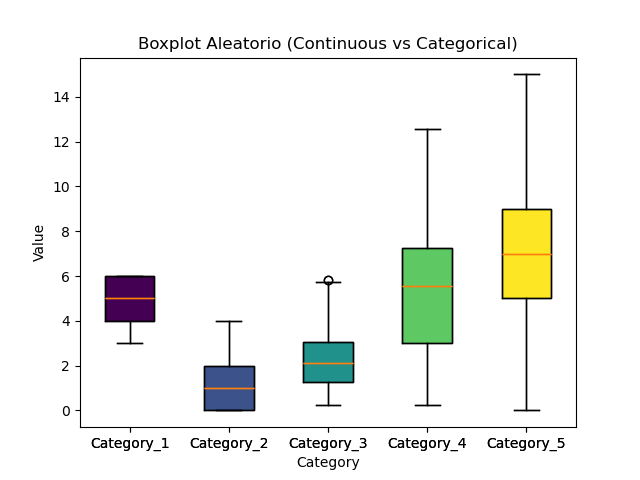 Boxplot Aleatorio (Continuous vs Categorical)
Value
14
12
10
8
6
4
2
0
Category_1 Category_2 Category_3 Category_4 Category_5
Category